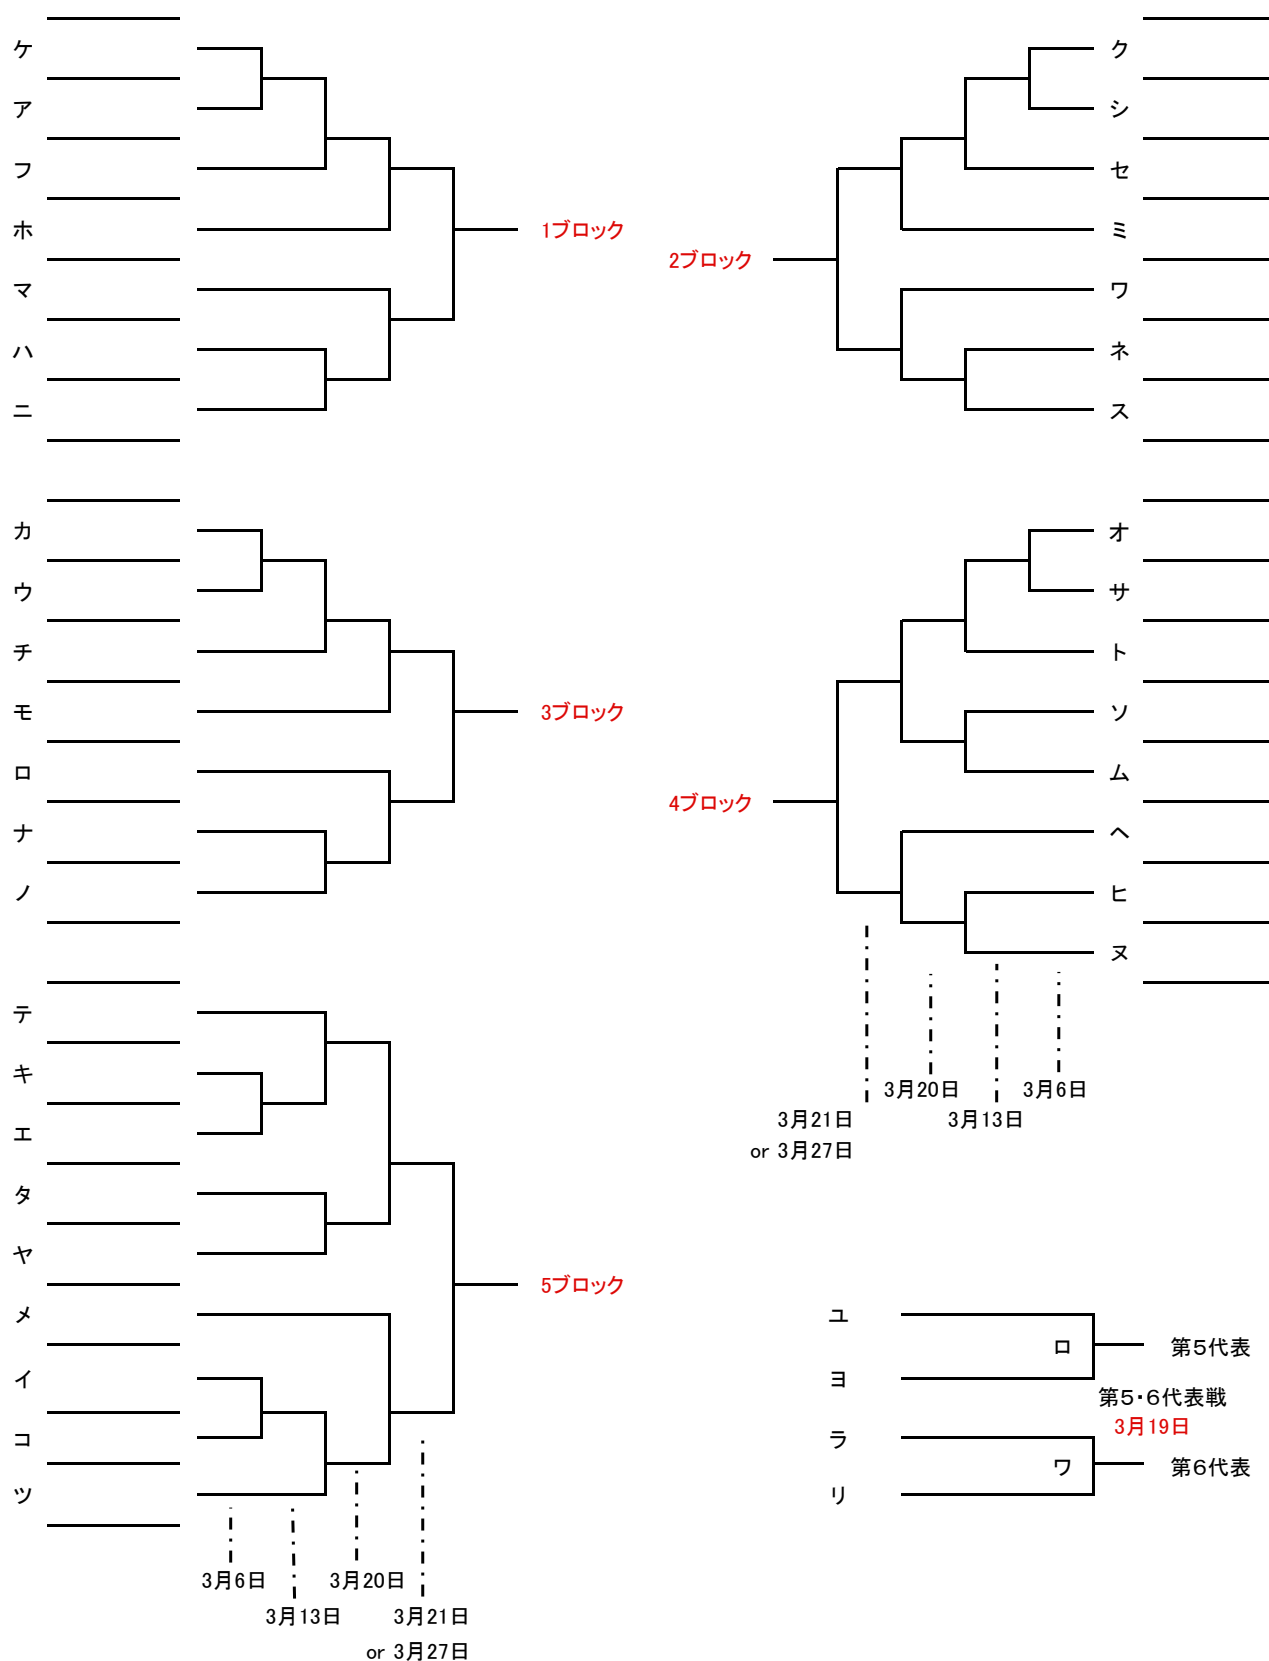 ケ
ア
フ
ホ
マ
ハ
ニ
1ブロック
ク
シ
セ
ミ
ワ
ネ
ス
2ブロック
カ
ウ
チ
モ
ロ
ナ
ノ
3ブロック
オ
サ
ト
ソ
ム
ヘ
ヒ
ヌ
4ブロック
3月20日
3月6日
3月21日
3月13日
or 3月27日
テ
キ
エ
タ
ヤ
メ
イ
コ
ツ
5ブロック
3月6日
3月20日
3月13日
3月21日
or 3月27日
ユ
ロ
第5代表
ヨ
第5・6代表戦
3月19日
ラ
ワ
第6代表
リ